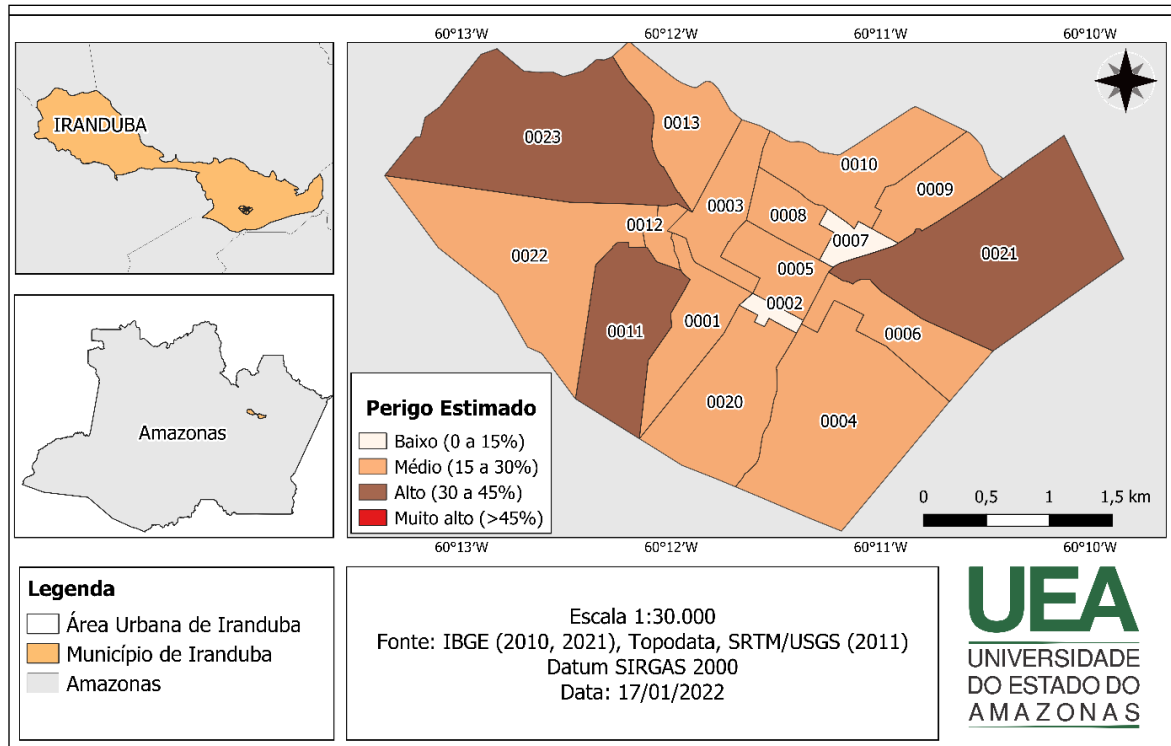 60°13'W 60°12'W 60°11'W 60°10'W
IRANDUBA
Amazonas
0023
0013
0010
0009
0003
0008
0012
0007
0022
0005
0021
0002
0011
0001
0006
0020
0004
Perigo Estimado
Baixo (0 a 15%)
Médio (15 a 30%)
Alto (30 a 45%)
Muito alto (>45%)
0 0,5 1 1,5 km
60°13'W 60°12'W 60°11'W 60°10'W
Legenda
Área Urbana de Iranduba
Município de Iranduba
Amazonas
Escala 1:30.000
Fonte: IBGE (2010, 2021), Topodata, SRTM/USGS (2011)
Datum SIRGAS 2000
Data: 17/01/2022
UEA
UNIVERSIDADE
DO ESTADO DO
AMAZONAS